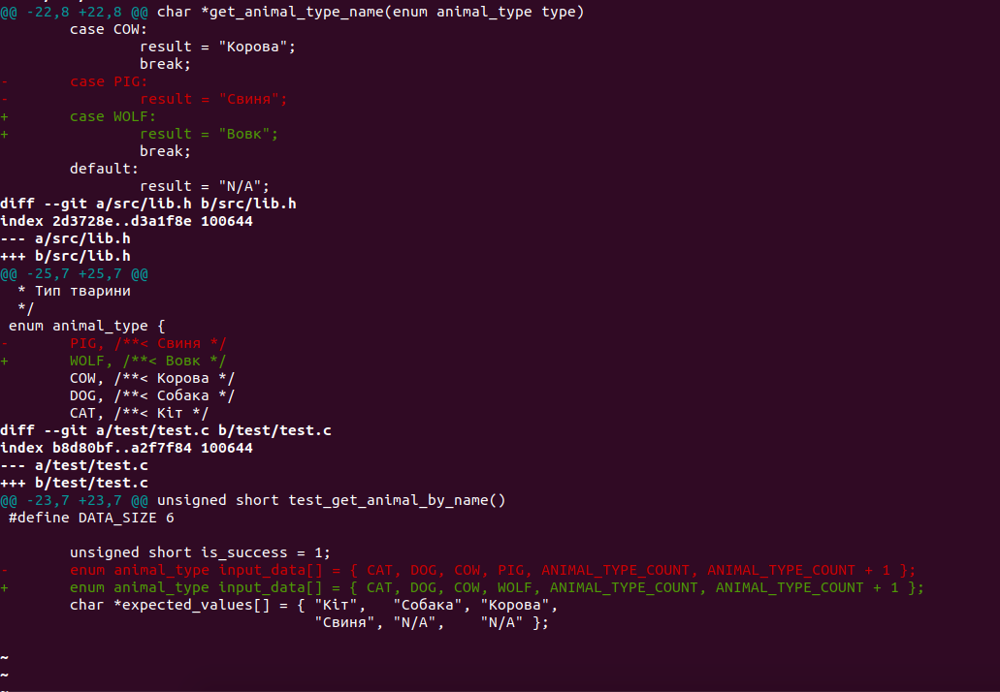 @@ -22,8 +22,8 @@ char *get_animal_type_name(enum animal_type type)
        case COW:
                result = "Корова";
                break;
-       case PIG:
-               result = "Свиня";
+       case WOLF:
+               result = "Вовк";
                break;
        default:
                result = "N/A";
diff --git a/src/lib.h b/src/lib.h
index 2d3728e..d3a1f8e 100644
--- a/src/lib.h
+++ b/src/lib.h
@@ -25,7 +25,7 @@
  * Тип тварини
  */
 enum animal_type {
-       PIG, /**< Свиня */
+       WOLF, /**< Вовк */
        COW, /**< Корова */
        DOG, /**< Собака */
        CAT, /**< Кіт */
diff --git a/test/test.c b/test/test.c
index b8d80bf..a2f7f84 100644
--- a/test/test.c
+++ b/test/test.c
@@ -23,7 +23,7 @@ unsigned short test_get_animal_by_name()
 #define DATA_SIZE 6
        unsigned short is_success = 1;
-       enum animal_type input_data[] = { CAT, DOG, COW, PIG, ANIMAL_TYPE_COUNT, ANIMAL_TYPE_COUNT + 1 };
+       enum animal_type input_data[] = { CAT, DOG, COW, WOLF, ANIMAL_TYPE_COUNT, ANIMAL_TYPE_COUNT + 1 };
        char *expected_values[] = { "Кіт",   "Собака", "Корова",
                                    "Свиня", "N/A",    "N/A" };
~
~
~